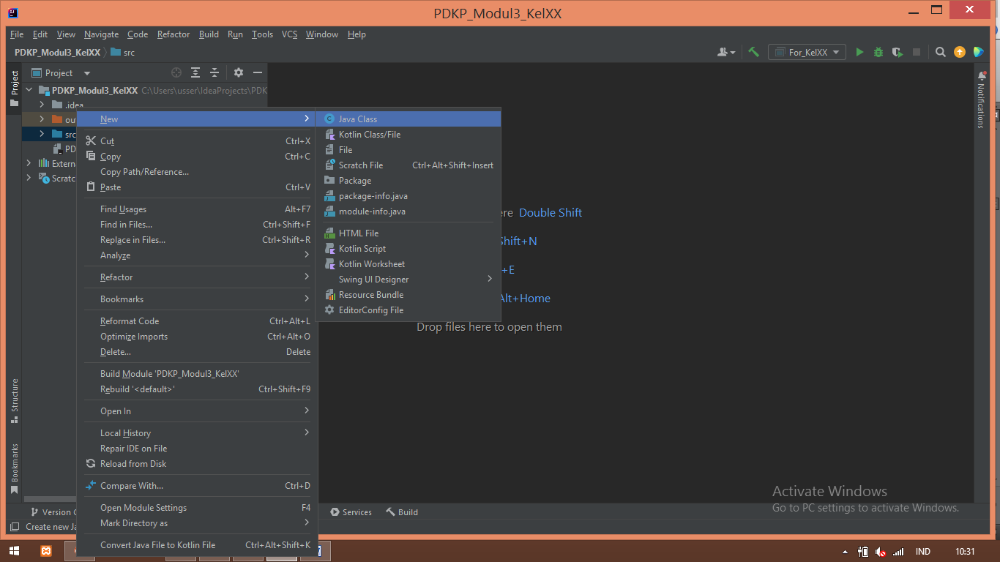 PDKP_Modul3_KelXX
File Edit View Navigate Code Refactor Build Run Tools VCS Window Help
PDKP_Modul3_KelXX src
For_KelXX
Project
Project
PDKP_Modul3_KelXX C:\Users\usser\IdeaProjects\PDK
.idea
ou
src
PD
Extern
Scratc
New
Cut Ctrl+X
Copy Ctrl+C
Copy Path/Reference...
Paste Ctrl+V
Find Usages Alt+F7
Find in Files... Ctrl+Shift+F
Replace in Files... Ctrl+Shift+R
Analyze
Refactor
Bookmarks
Reformat Code Ctrl+Alt+L
Optimize Imports Ctrl+Alt+O
Delete... Delete
Build Module 'PDKP_Modul3_KelXX'
Rebuild '<default>' Ctrl+Shift+F9
Open In
Local History
Repair IDE on File
Reload from Disk
Compare With... Ctrl+D
Open Module Settings F4
Mark Directory as
Convert Java File to Kotlin File Ctrl+Alt+Shift+K
Java Class
Kotlin Class/File
File
Scratch File Ctrl+Alt+Shift+Insert
Package
package-info.java
module-info.java
HTML File
Kotlin Script
Kotlin Worksheet
Swing UI Designer
Resource Bundle
EditorConfig File
ere Double Shift
Shift+N
+E
Alt+Home
Drop files here to open them
Notifications
Structure
Bookmarks
Activate Windows
Go to PC settings to activate Windows.
Version C
Services
Build
Create new Ja
IND
10:31